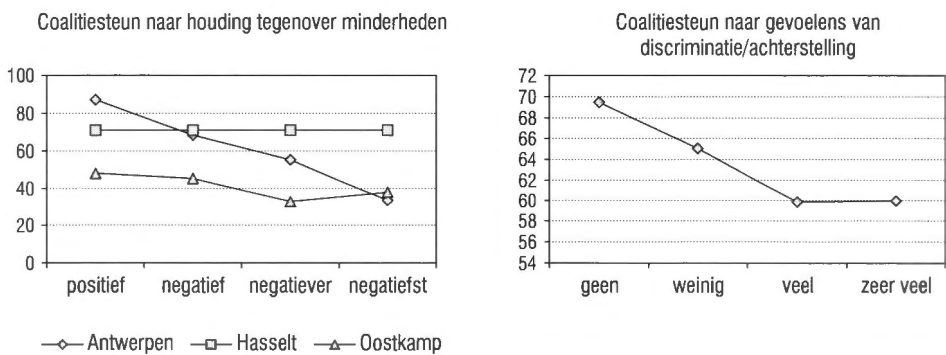 Coalitiesteun naar houding tegenover minderheden
100
80
60
40
20
0
positief negatief negatiever negatiefst
Antwerpen Hasselt Oostkamp
Coalitiesteun naar gevoelens van
discriminatie/achterstelling
72
70
68
66
64
62
60
58
56
54
geen weinig veel zeer veel